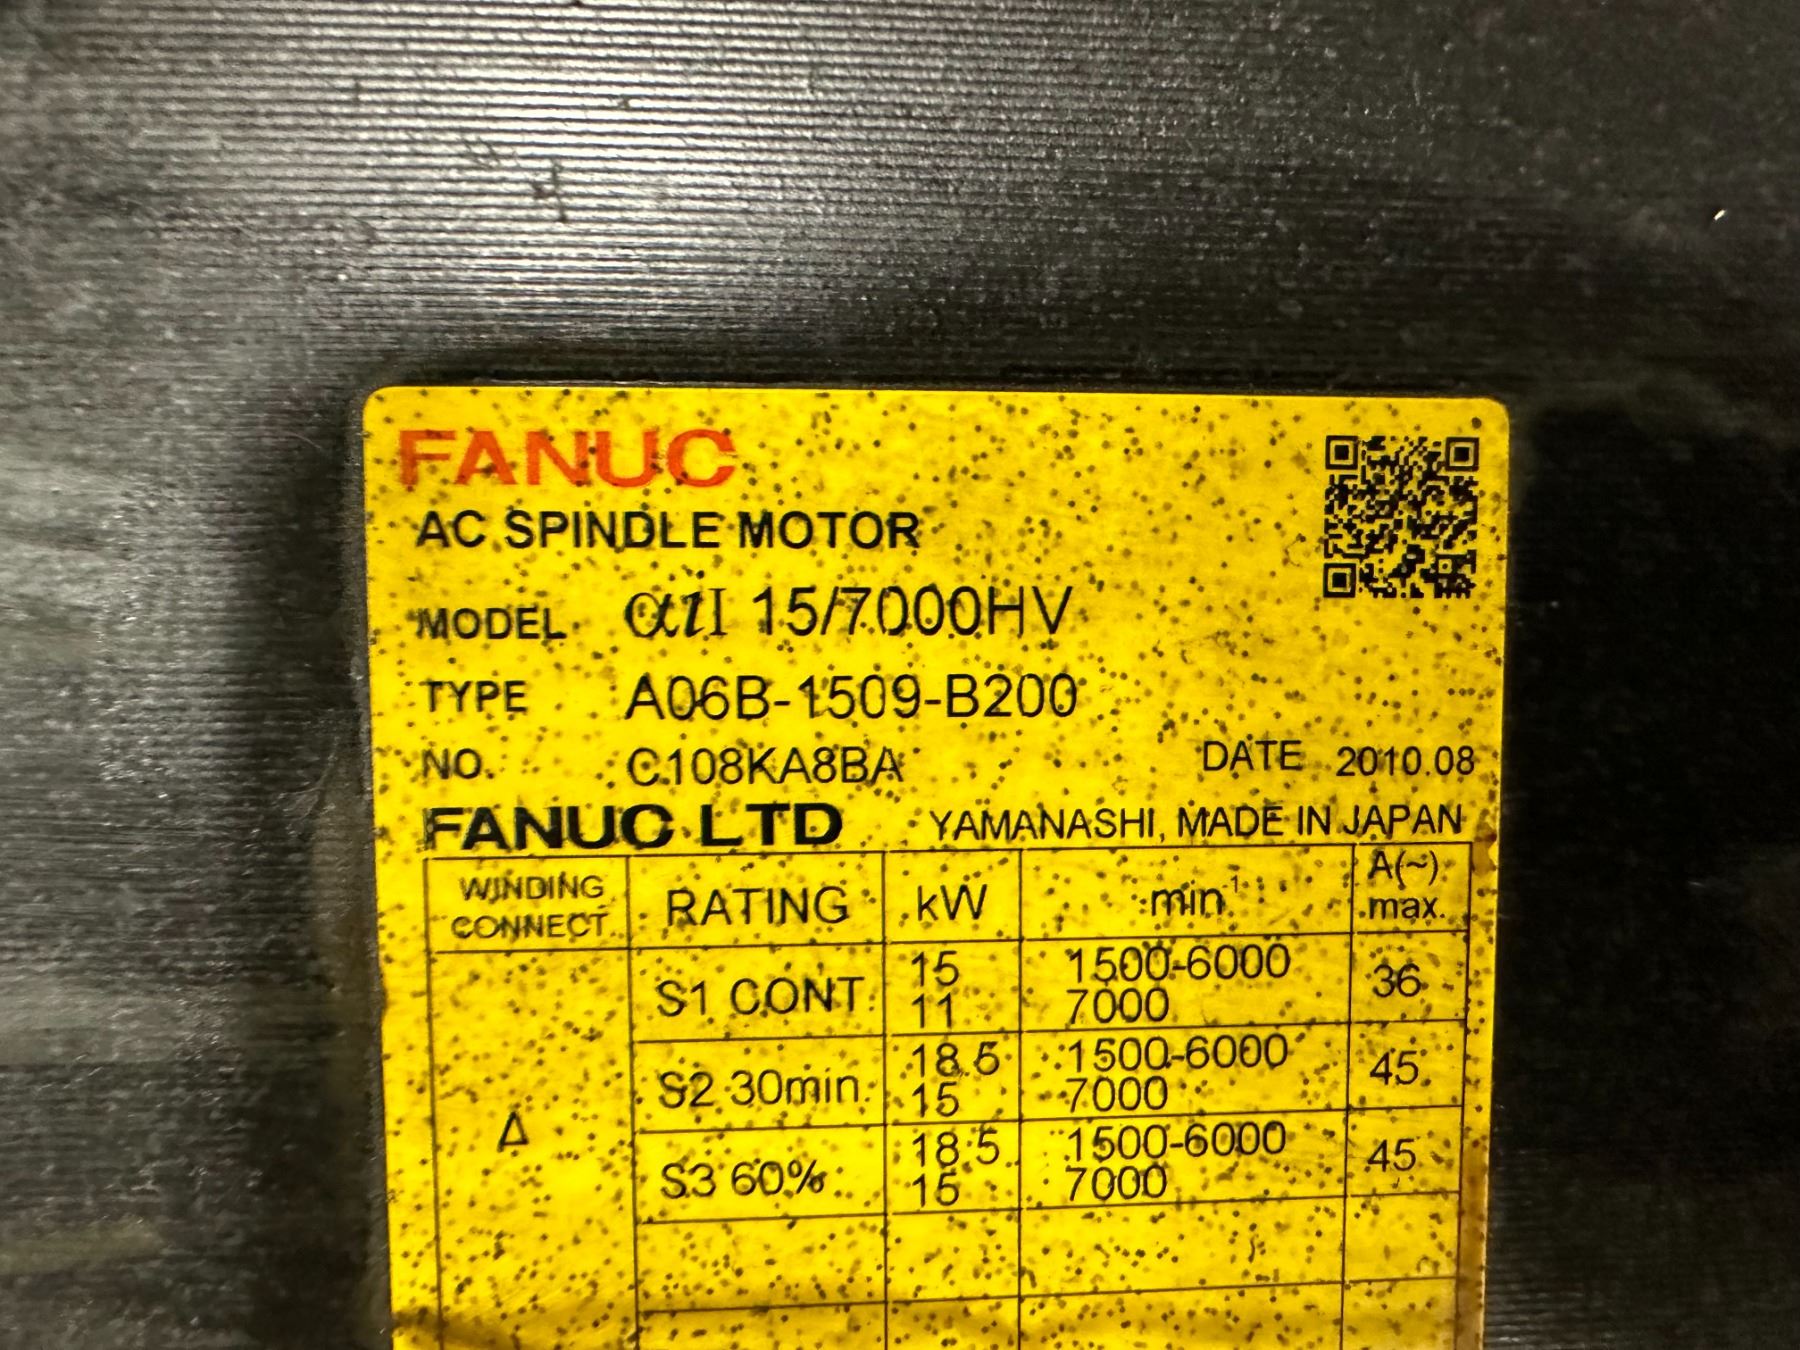 FANUC
AC SPINDLE MOTOR
MODEL αiI 15/7000HV
TYPE A06B-1509-B200
NO. C108KA8BA DATE 2010.08
FANUC LTD YAMANASHI, MADE IN JAPAN
WINDING CONNECT. RATING kW min-1 A(~) max.
Δ
S1 CONT. 15 1500-6000 36
11 7000
S2 30min. 18.5 1500-6000 45
15 7000
S3 60% 18.5 1500-6000 45
15 7000